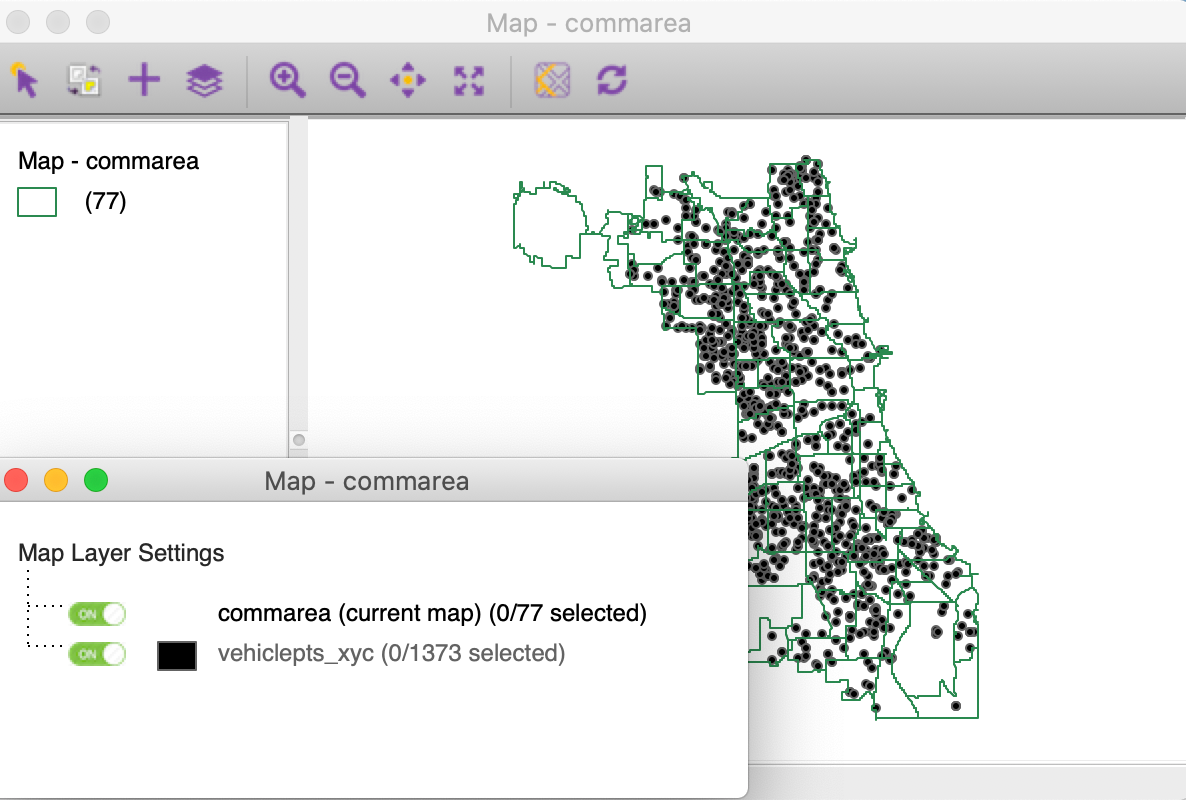 Map - commarea
Map - commarea
(77)
Map - commarea
Map Layer Settings
ON commarea (current map) (0/77 selected)
ON vehiclepts_xyc (0/1373 selected)